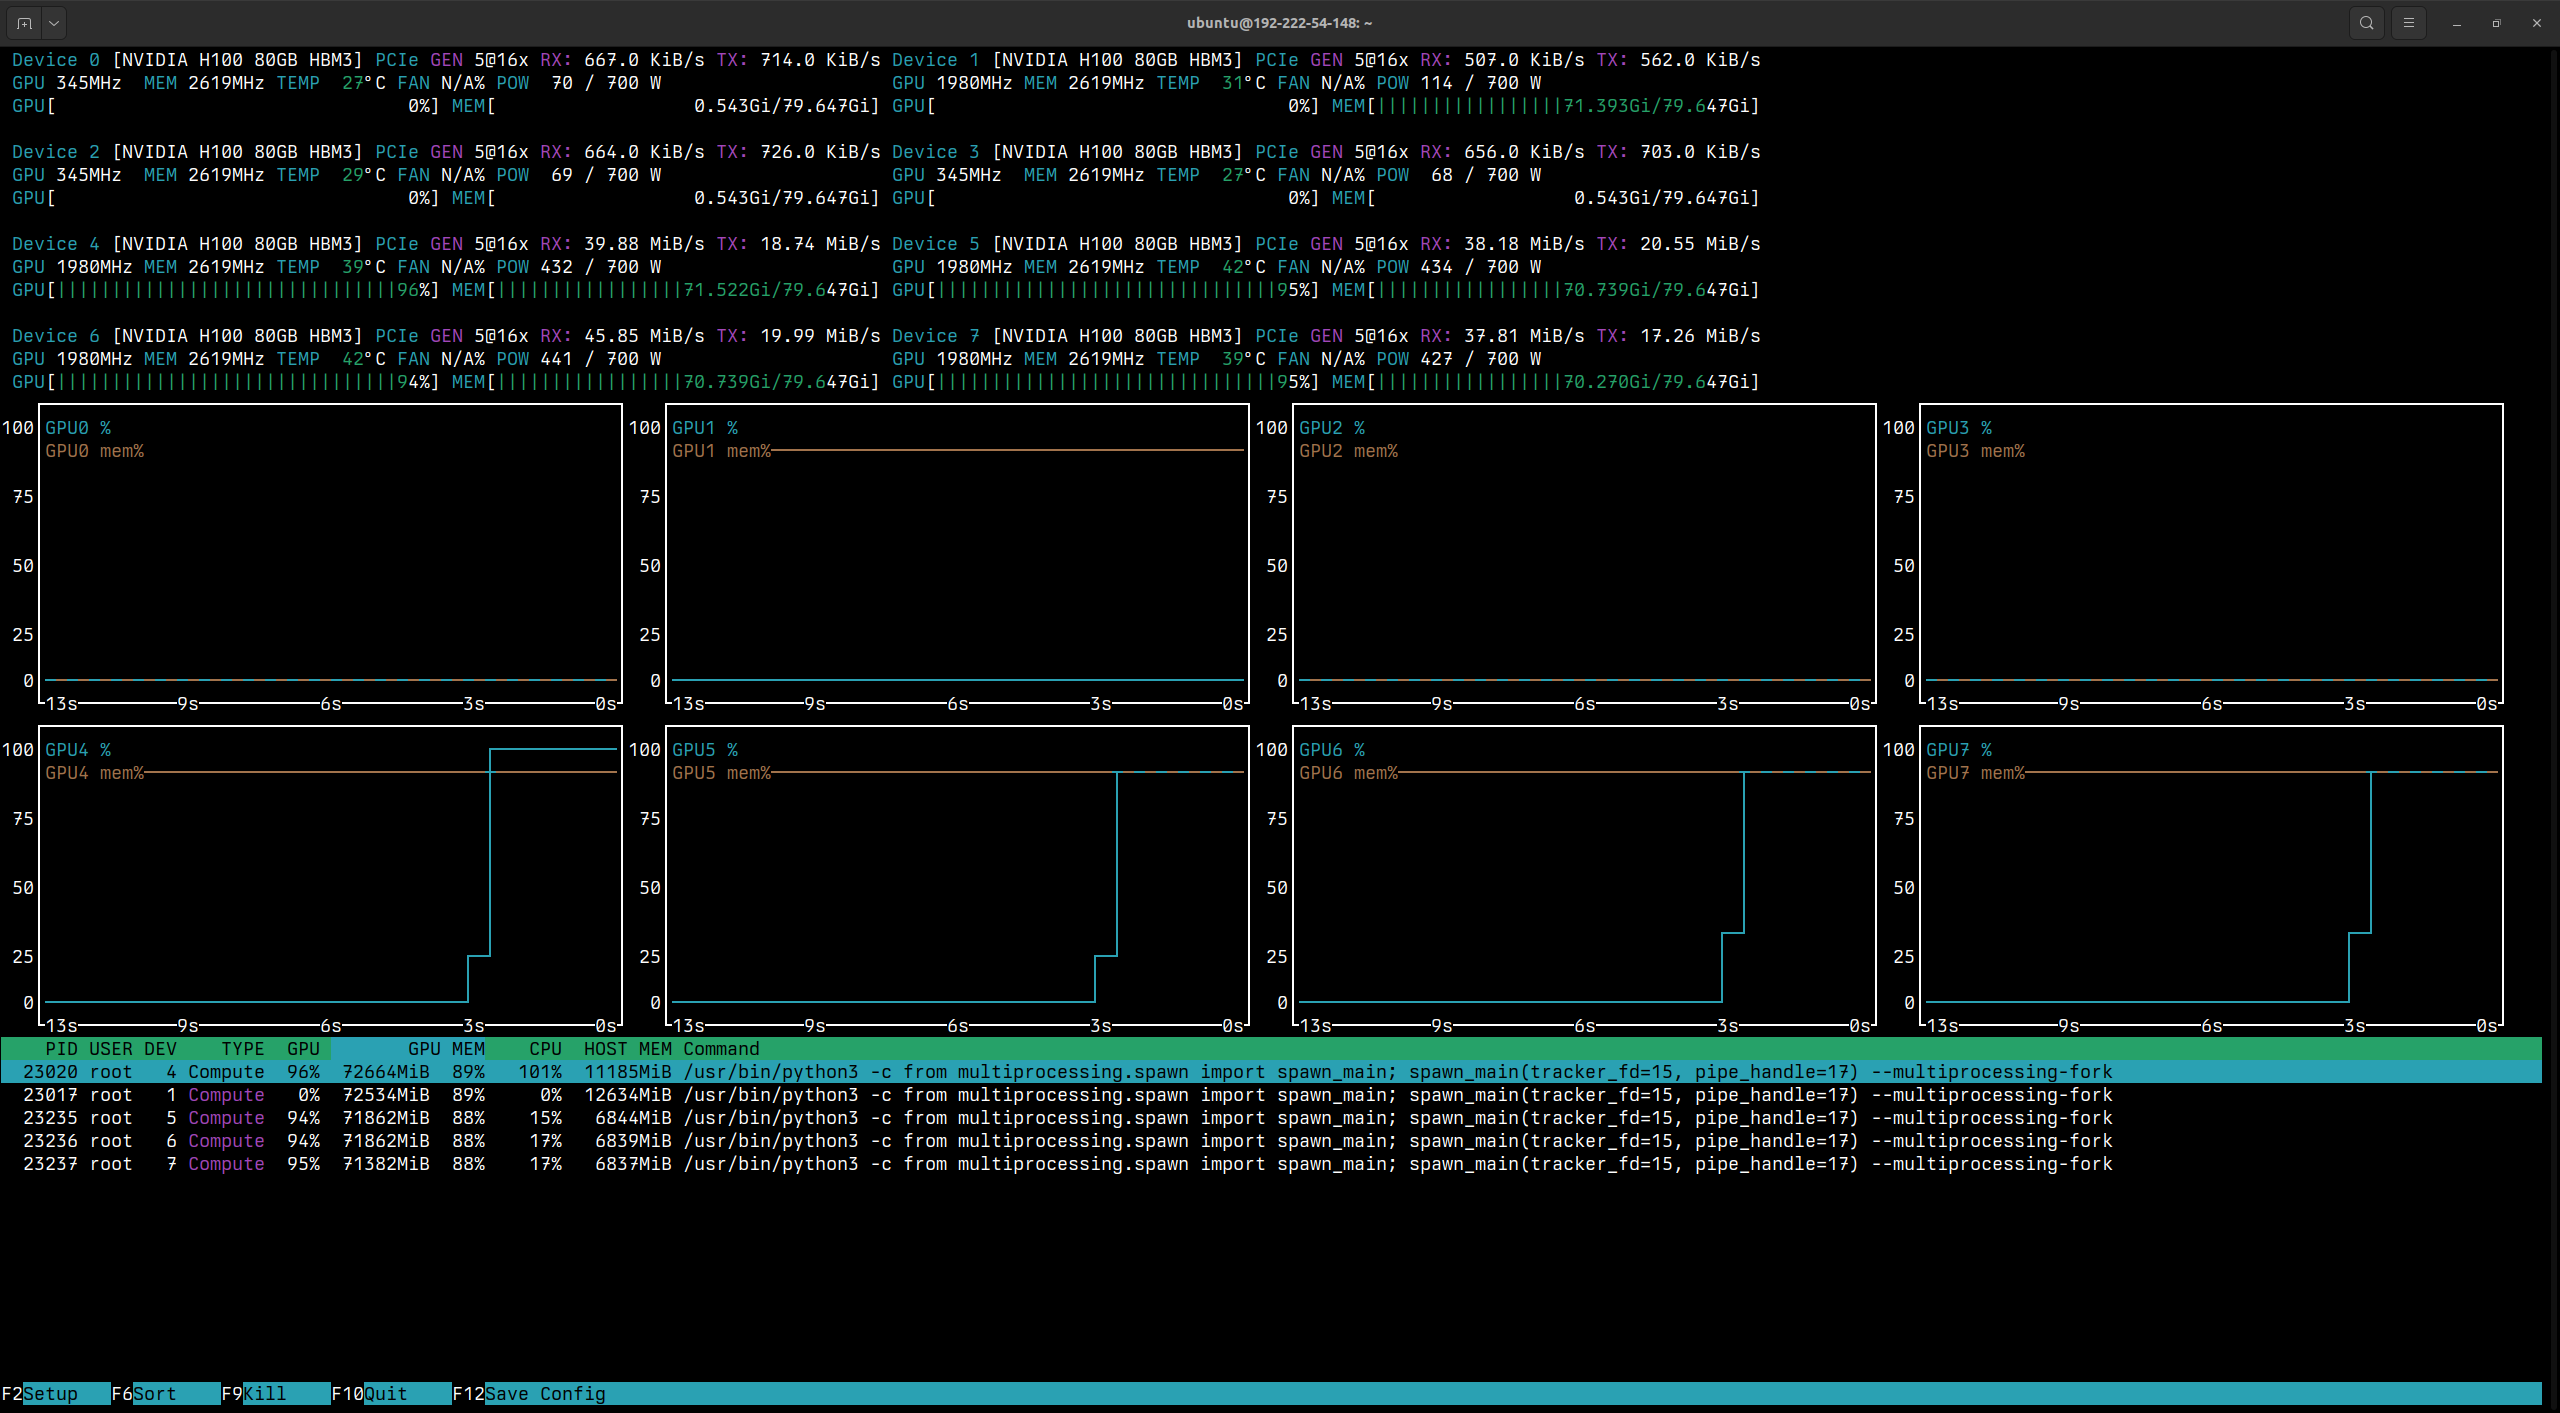 ubuntu@192-222-54-148: ~
Device 0 [NVIDIA H100 80GB HBM3] PCIe GEN 5@16x RX: 667.0 KiB/s TX: 714.0 KiB/s Device 1 [NVIDIA H100 80GB HBM3] PCIe GEN 5@16x RX: 507.0 KiB/s TX: 562.0 KiB/s
GPU 345MHz MEM 2619MHz TEMP 27°C FAN N/A% POW 70 / 700 W GPU 1980MHz MEM 2619MHz TEMP 31°C FAN N/A% POW 114 / 700 W
GPU[ 0%] MEM[ 0.543Gi/79.647Gi] GPU[ 0%] MEM[|||||||||||||||||71.393Gi/79.647Gi]
Device 2 [NVIDIA H100 80GB HBM3] PCIe GEN 5@16x RX: 664.0 KiB/s TX: 726.0 KiB/s Device 3 [NVIDIA H100 80GB HBM3] PCIe GEN 5@16x RX: 656.0 KiB/s TX: 703.0 KiB/s
GPU 345MHz MEM 2619MHz TEMP 29°C FAN N/A% POW 69 / 700 W GPU 345MHz MEM 2619MHz TEMP 27°C FAN N/A% POW 68 / 700 W
GPU[ 0%] MEM[ 0.543Gi/79.647Gi] GPU[ 0%] MEM[ 0.543Gi/79.647Gi]
Device 4 [NVIDIA H100 80GB HBM3] PCIe GEN 5@16x RX: 39.88 MiB/s TX: 18.74 MiB/s Device 5 [NVIDIA H100 80GB HBM3] PCIe GEN 5@16x RX: 38.18 MiB/s TX: 20.55 MiB/s
GPU 1980MHz MEM 2619MHz TEMP 39°C FAN N/A% POW 432 / 700 W GPU 1980MHz MEM 2619MHz TEMP 42°C FAN N/A% POW 434 / 700 W
GPU[|||||||||||||||||||||||||||||||96%] MEM[|||||||||||||||||71.522Gi/79.647Gi] GPU[|||||||||||||||||||||||||||||||95%] MEM[|||||||||||||||||70.739Gi/79.647Gi]
Device 6 [NVIDIA H100 80GB HBM3] PCIe GEN 5@16x RX: 45.85 MiB/s TX: 19.99 MiB/s Device 7 [NVIDIA H100 80GB HBM3] PCIe GEN 5@16x RX: 37.81 MiB/s TX: 17.26 MiB/s
GPU 1980MHz MEM 2619MHz TEMP 42°C FAN N/A% POW 441 / 700 W GPU 1980MHz MEM 2619MHz TEMP 39°C FAN N/A% POW 427 / 700 W
GPU[|||||||||||||||||||||||||||||||94%] MEM[|||||||||||||||||70.739Gi/79.647Gi] GPU[|||||||||||||||||||||||||||||||95%] MEM[|||||||||||||||||70.270Gi/79.647Gi]
100 GPU0 % 100 GPU1 % 100 GPU2 % 100 GPU3 %
GPU0 mem% GPU1 mem% GPU2 mem% GPU3 mem%
75 75 75 75
50 50 50 50
25 25 25 25
0 0 0 0
13s 9s 6s 3s 0s 13s 9s 6s 3s 0s 13s 9s 6s 3s 0s 13s 9s 6s 3s 0s
100 GPU4 % 100 GPU5 % 100 GPU6 % 100 GPU7 %
GPU4 mem% GPU5 mem% GPU6 mem% GPU7 mem%
75 75 75 75
50 50 50 50
25 25 25 25
0 0 0 0
13s 9s 6s 3s 0s 13s 9s 6s 3s 0s 13s 9s 6s 3s 0s 13s 9s 6s 3s 0s
PID USER DEV TYPE GPU GPU MEM CPU HOST MEM Command
23020 root 4 Compute 96% 72664MiB 89% 101% 11185MiB /usr/bin/python3 -c from multiprocessing.spawn import spawn_main; spawn_main(tracker_fd=15, pipe_handle=17) --multiprocessing-fork
23017 root 1 Compute 0% 72534MiB 89% 0% 12634MiB /usr/bin/python3 -c from multiprocessing.spawn import spawn_main; spawn_main(tracker_fd=15, pipe_handle=17) --multiprocessing-fork
23235 root 5 Compute 94% 71862MiB 88% 15% 6844MiB /usr/bin/python3 -c from multiprocessing.spawn import spawn_main; spawn_main(tracker_fd=15, pipe_handle=17) --multiprocessing-fork
23236 root 6 Compute 94% 71862MiB 88% 17% 6839MiB /usr/bin/python3 -c from multiprocessing.spawn import spawn_main; spawn_main(tracker_fd=15, pipe_handle=17) --multiprocessing-fork
23237 root 7 Compute 95% 71382MiB 88% 17% 6837MiB /usr/bin/python3 -c from multiprocessing.spawn import spawn_main; spawn_main(tracker_fd=15, pipe_handle=17) --multiprocessing-fork
F2Setup F6Sort F9Kill F10Quit F12Save Config